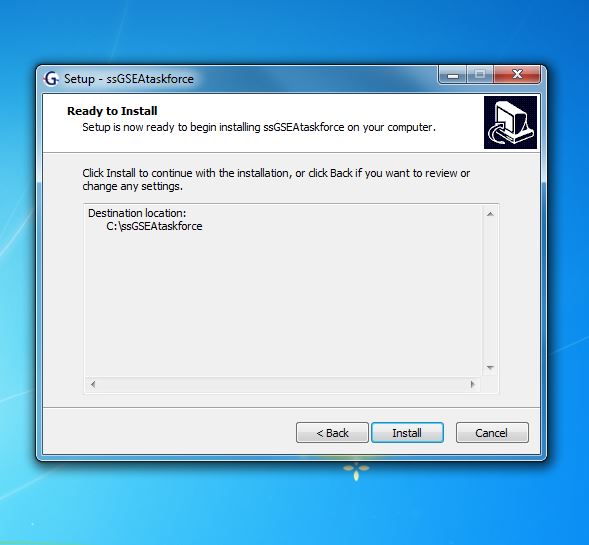 Setup - ssGSEAtaskforce
Ready to Install
Setup is now ready to begin installing ssGSEAtaskforce on your computer.
Click Install to continue with the installation, or click Back if you want to review or
change any settings.
Destination location:
C:\ssGSEAtaskforce
< Back
Install
Cancel